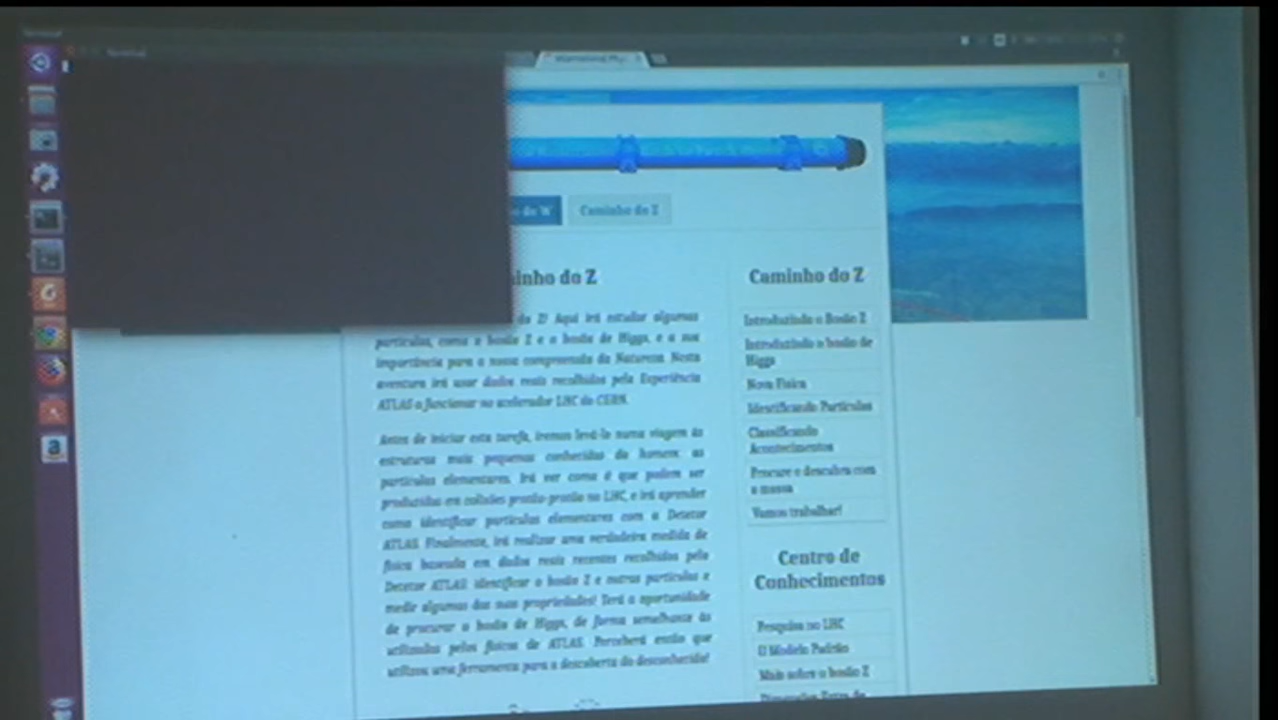 Caminho do Z
inho do Z
do Z! Aqui irá estudar algumas
partículas, como o bosão Z e o bosão de Higgs, e a sua
importância para a nossa compreensão da Natureza. Nesta
aventura irá usar dados reais recolhidos pela Experiência
ATLAS a funcionar no acelerador LHC do CERN.
Antes de iniciar esta tarefa, iremos levá-lo numa viagem às
estruturas mais pequenas conhecidas do homem: as
partículas elementares. Irá ver como é que podem ser
produzidas em colisões protão-protão no LHC, e irá aprender
como identificar partículas elementares com o Detetor
ATLAS. Finalmente, irá realizar uma verdadeira medida de
física baseada em dados reais recentes recolhidos pelo
Detetor ATLAS: identificar o bosão Z e outras partículas e
medir algumas das suas propriedades! Terá a oportunidade
de procurar o bosão de Higgs, de forma semelhante às
utilizadas pelos físicos de ATLAS. Perceberá então que
utilizou uma ferramenta para a descoberta do desconhecido!
Caminho do Z
Introduzindo o Bosão Z
Introduzindo o bosão de
Higgs
Nova Física
Identificando Partículas
Classificando
Acontecimentos
Procure e descubra com
a massa
Vamos trabalhar!
Centro de
Conhecimentos
Pesquisa no LHC
O Modelo Padrão
Mais sobre o bosão Z